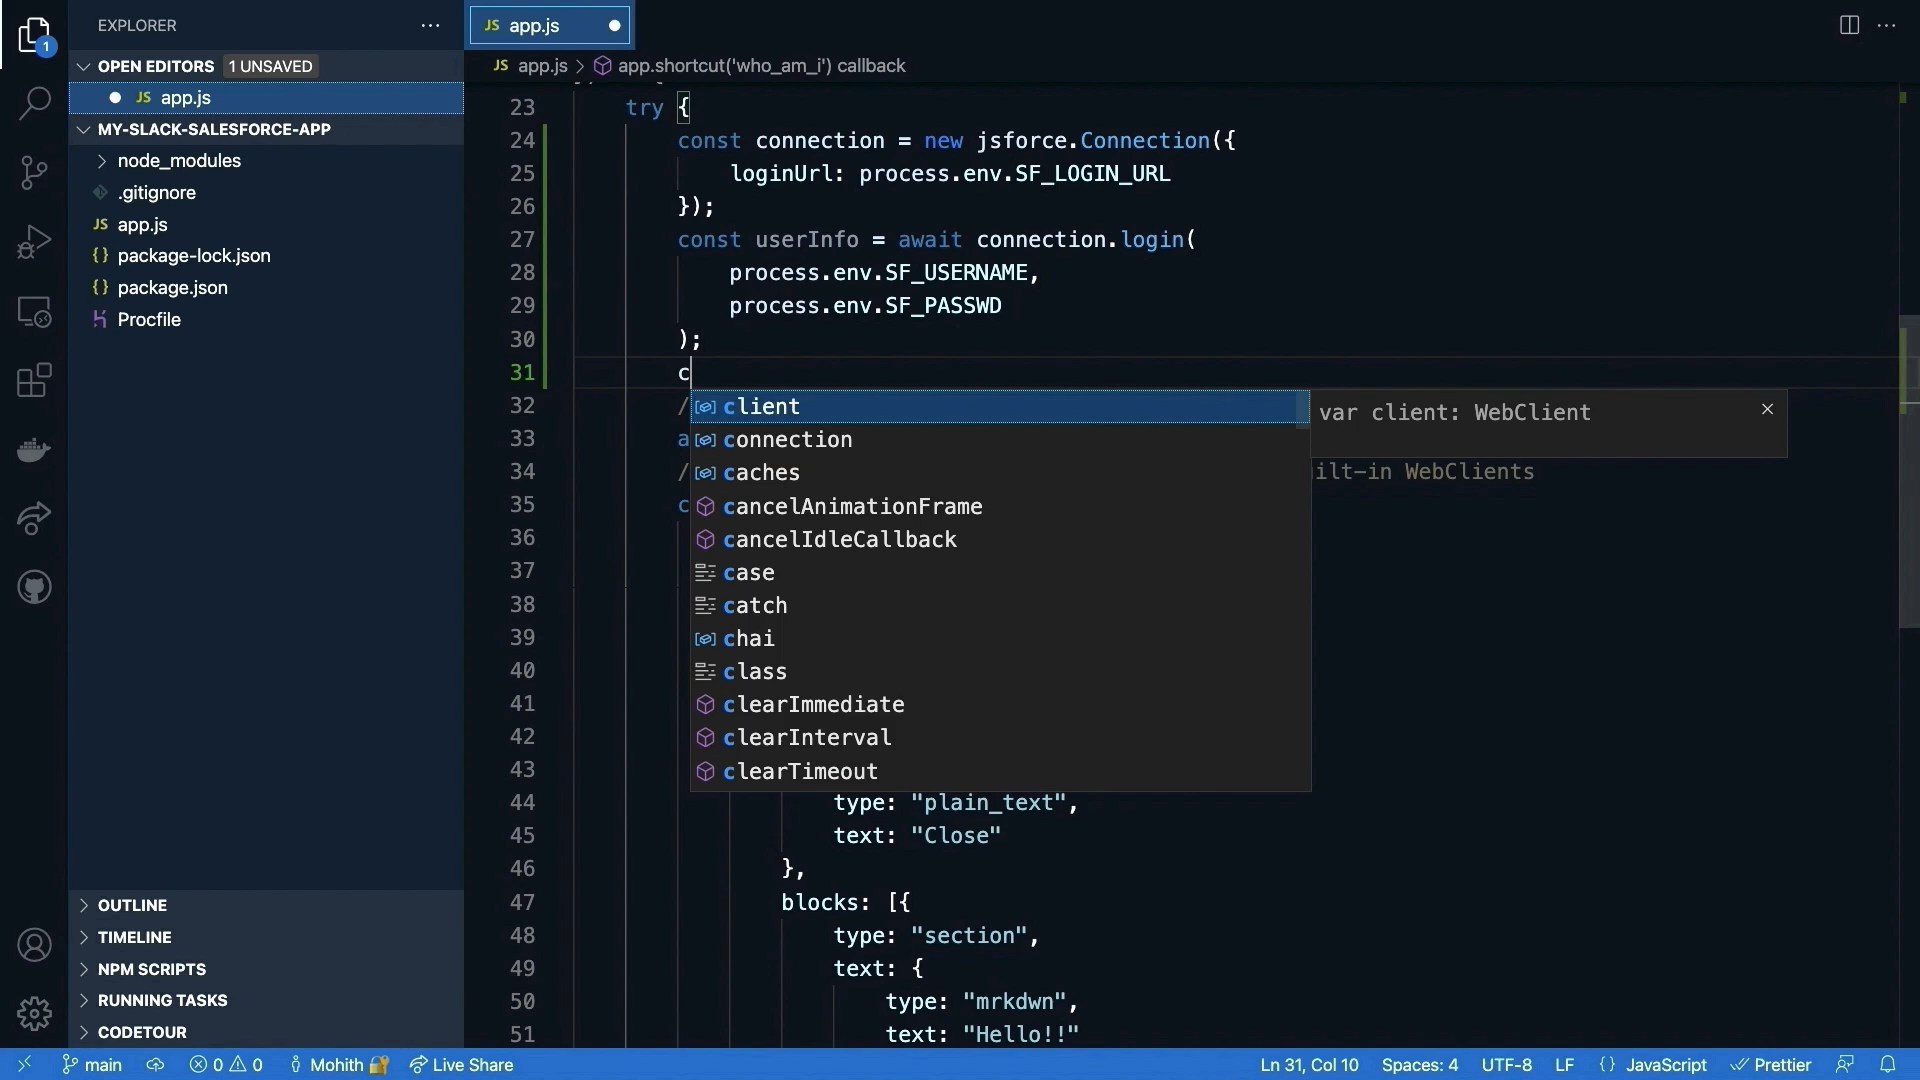 EXPLORER
JS app.js
OPEN EDITORS 1 UNSAVED
JS app.js
MY-SLACK-SALESFORCE-APP
node_modules
.gitignore
JS app.js
{} package-lock.json
{} package.json
Procfile
OUTLINE
TIMELINE
NPM SCRIPTS
RUNNING TASKS
CODETOUR
JS app.js > app.shortcut('who_am_i') callback
23 try {
24 const connection = new jsforce.Connection({
25 loginUrl: process.env.SF_LOGIN_URL
26 });
27 const userInfo = await connection.login(
28 process.env.SF_USERNAME,
29 process.env.SF_PASSWD
30 );
31 c
32 /
client
var client: WebClient
33 a
connection
34 /
caches
ilt-in WebClients
35 c
cancelAnimationFrame
36
cancelIdleCallback
37
case
38
catch
39
chai
40
class
41
clearImmediate
42
clearInterval
43
clearTimeout
44 type: "plain_text",
45 text: "Close"
46 },
47 blocks: [{
48 type: "section",
49 text: {
50 type: "mrkdwn",
51 text: "Hello!!"
1
main 0 0 Mohith Live Share Ln 31, Col 10 Spaces: 4 UTF-8 LF {} JavaScript Prettier